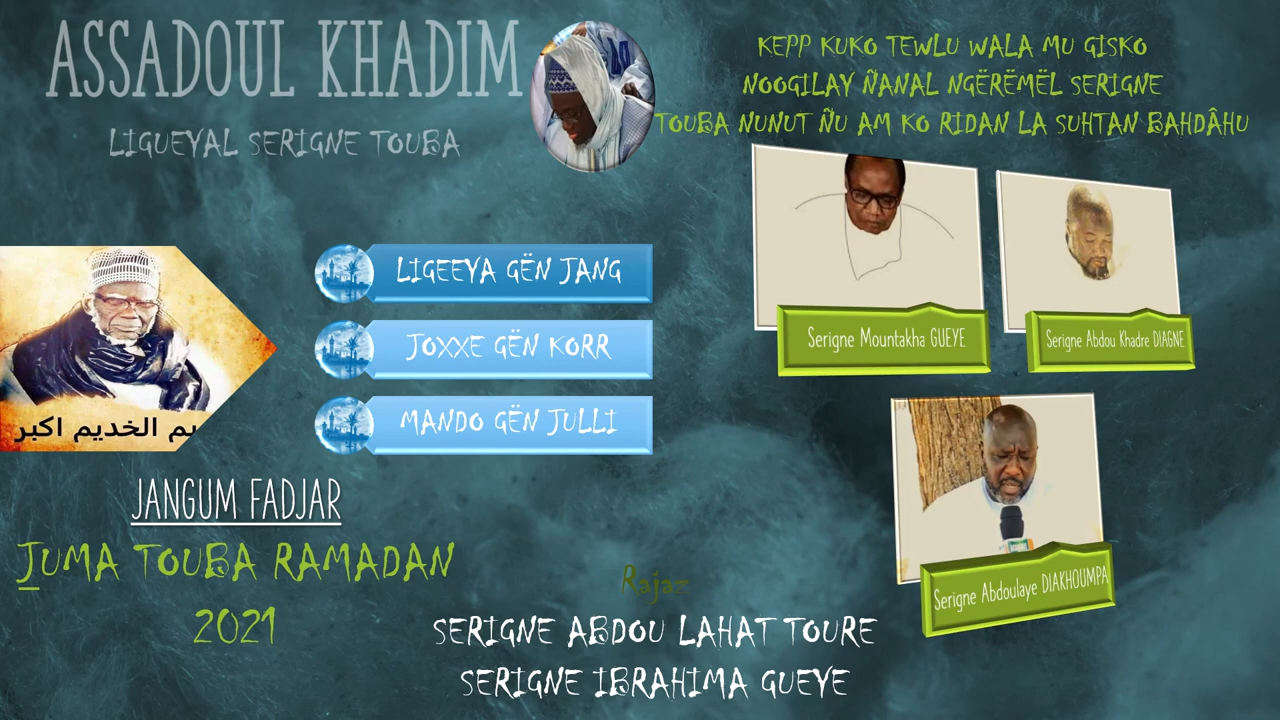 ASSADOUL KHADIM
LIGUEYAL SERIGNE TOUBA
KEPP KUKO TEWLU WALA MU GISKO
NOOGILAY ÑANAL NGËRËMËL SERIGNE
TOUBA NUNUT ÑU AM KO RIDAN LA SUHTAN BAHDÂHU
LIGEEYA GËN JANG
JOXXE GËN KORR
MANDO GËN JULLI
الخديم اكبر
Serigne Mountakha GUEYE
Serigne Abdou Khadre DIAGNE
Serigne Abdoulaye DIAKHOUMPA
JANGUM FADJAR
JUMA TOUBA RAMADAN
2021
Rajaz
SERIGNE ABDOU LAHAT TOURE
SERIGNE IBRAHIMA GUEYE